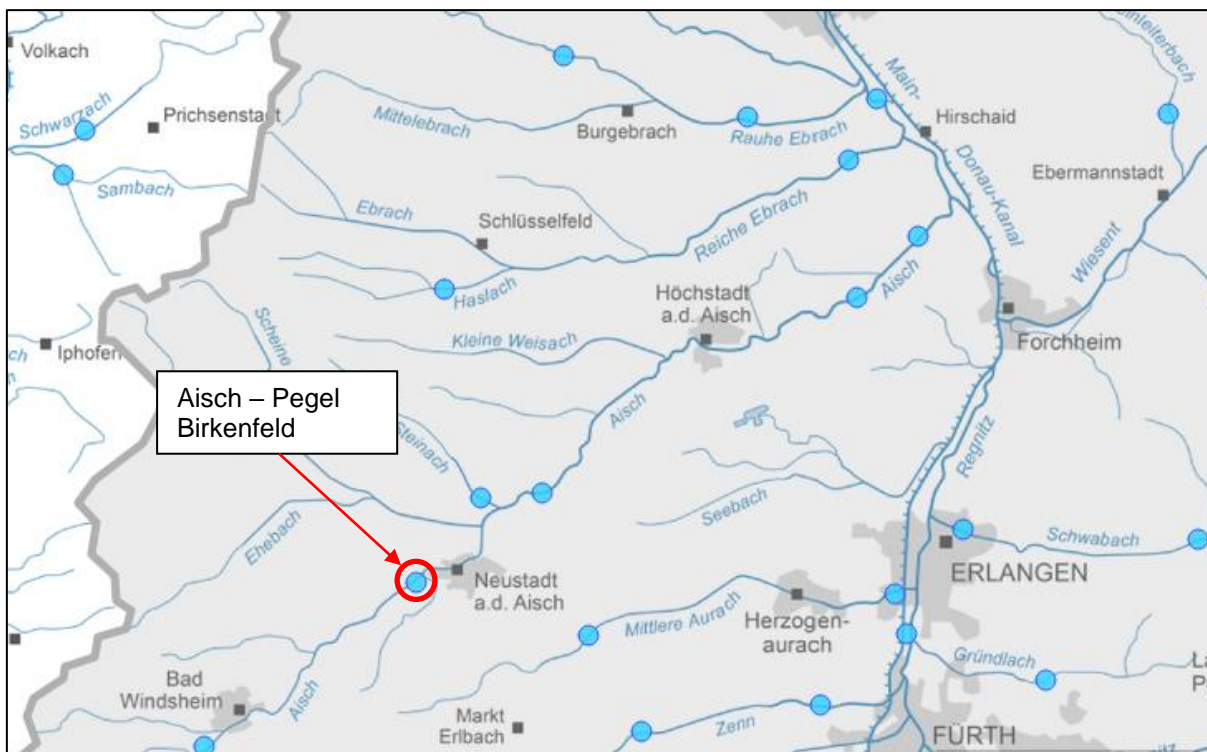 Volkach
Main-
einleiterbach
Schwarzach
Prichsenstadt
Mittelebrach
Burgebrach
Rauhe Ebrach
Hirschaid
Donau-Kanal
Ebermannstadt
Sambach
Ebrach
Schlüsselfeld
Reiche Ebrach
Wiesent
Aisch
Haslach
Höchstadt
a.d. Aisch
Scheine
Kleine Weisach
Forchheim
Iphofen
Aisch – Pegel
Birkenfeld
Aisch
Steinach
Regnitz
Seebach
Ehebach
Schwabach
Neustadt
a.d. Aisch
ERLANGEN
Mittlere Aurach
Herzogen-
aurach
Gründlach
Bad
Windsheim
Aisch
Markt
Erlbach
Zenn
FÜRTH